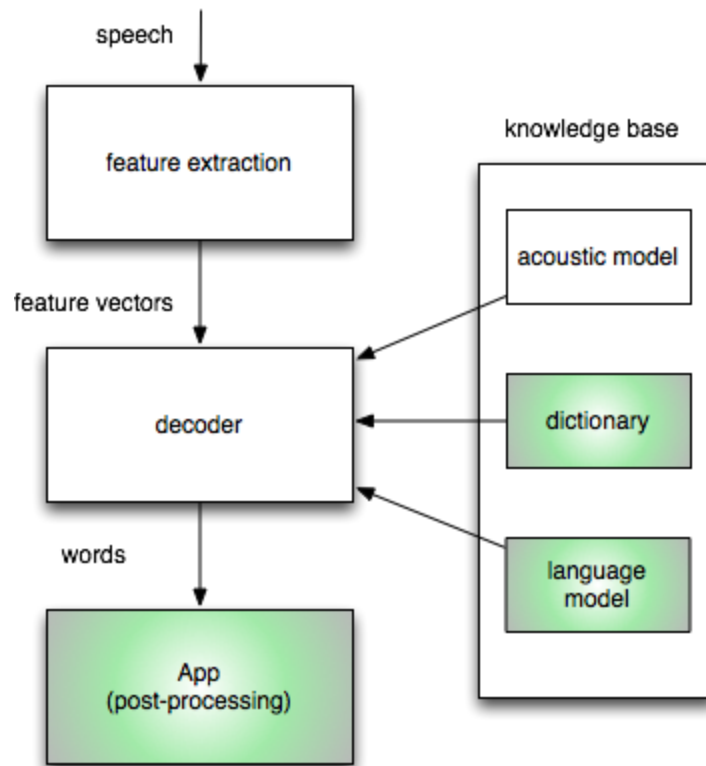 speech
feature extraction
knowledge base
acoustic model
feature vectors
decoder
dictionary
words
language
model
App
(post-processing)